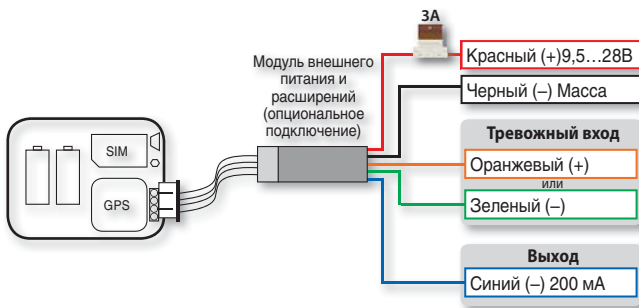 3А
Красный (+)9,5…28В
Модуль внешнего
питания и
расширений
(опциональное
подключение)
Черный (–) Масса
Тревожный вход
Оранжевый (+)
или
Зеленый (–)
SIM
GPS
Выход
Синий (–) 200 мА